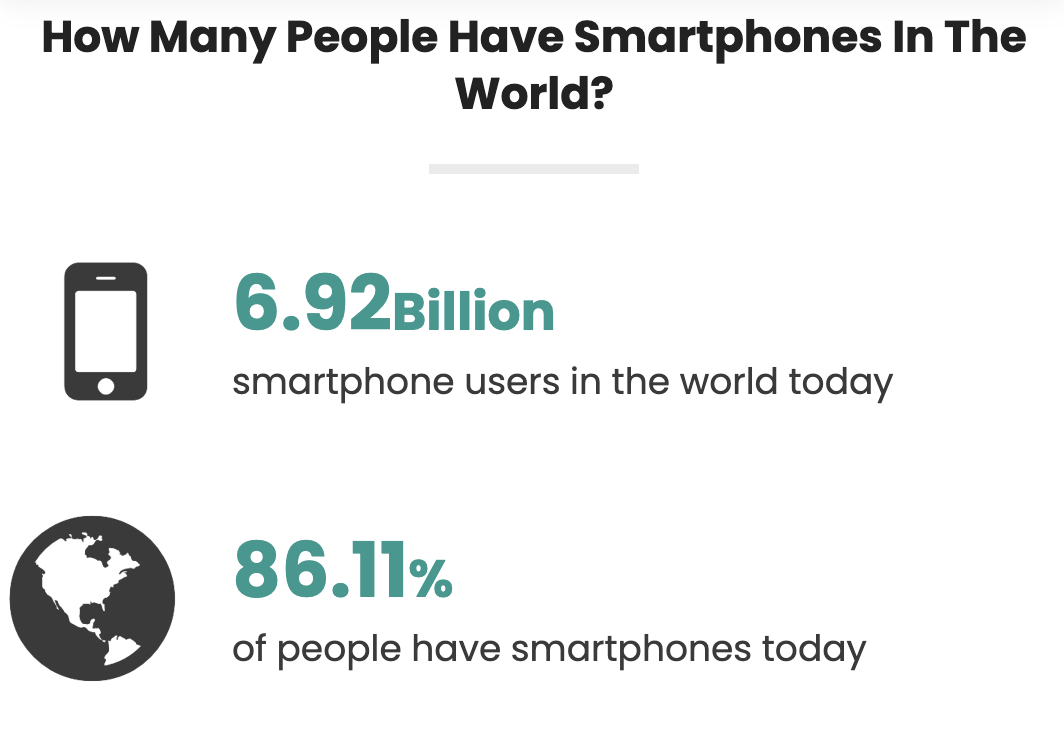 How Many People Have Smartphones In The
World?
6.92Billion
smartphone users in the world today
86.11%
of people have smartphones today